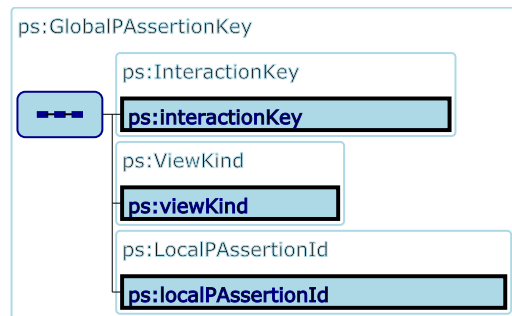 ps:GlobalPAssertionKey
ps:InteractionKey
ps:interactionKey
ps:ViewKind
ps:viewKind
ps:LocalPAssertionId
ps:localPAssertionId